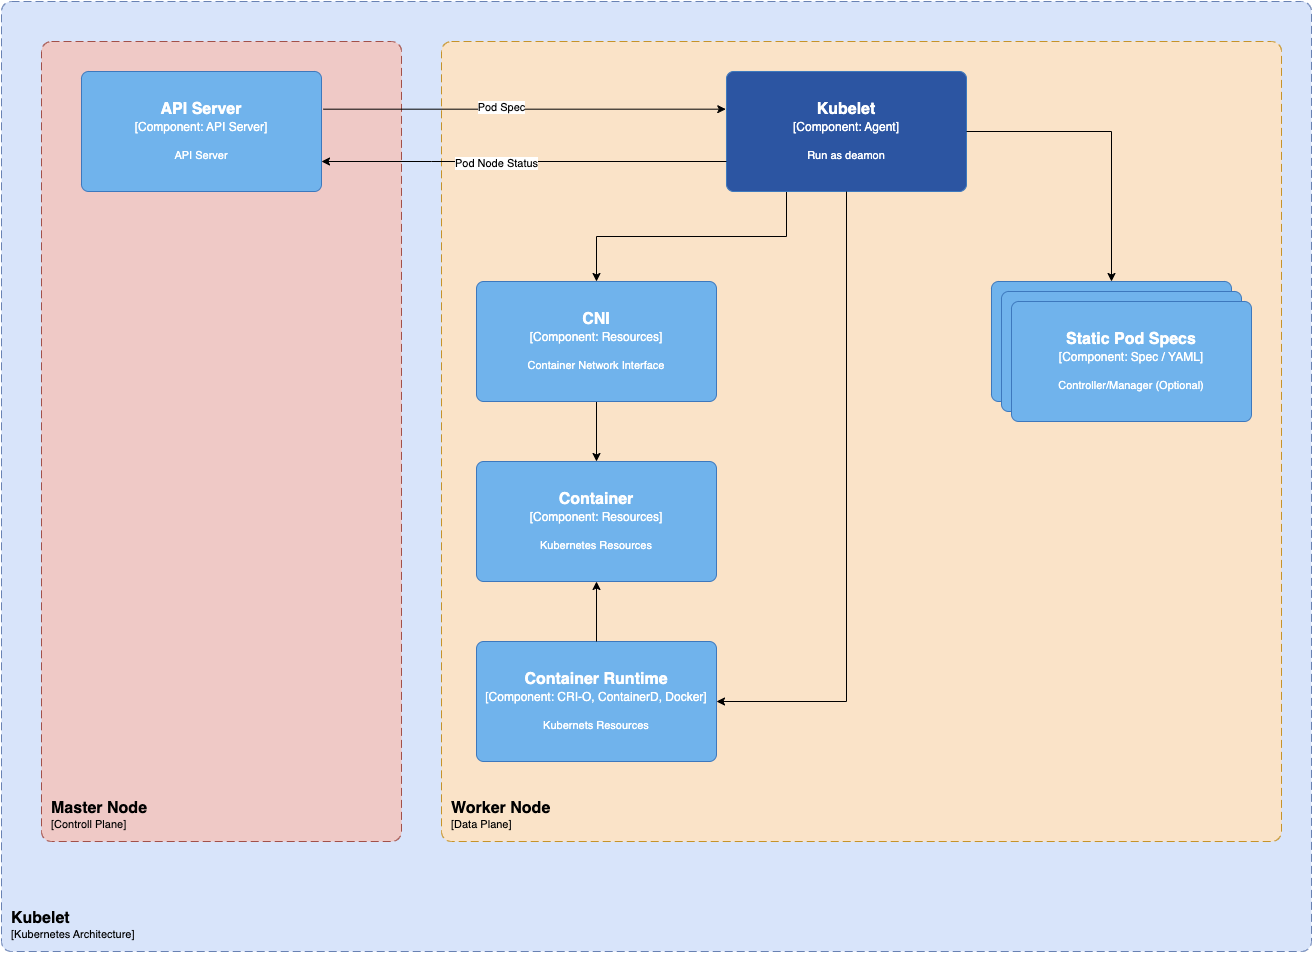 API Server
[Component: API Server]
API Server
Pod Spec
Pod Node Status
Kubelet
[Component: Agent]
Run as deamon
CNI
[Component: Resources]
Container Network Interface
Static Pod Specs
[Component: Spec / YAML]
Controller/Manager (Optional)
Container
[Component: Resources]
Kubernetes Resources
Container Runtime
[Component: CRI-O, ContainerD, Docker]
Kubernets Resources
Master Node
[Controll Plane]
Worker Node
[Data Plane]
Kubelet
[Kubernetes Architecture]